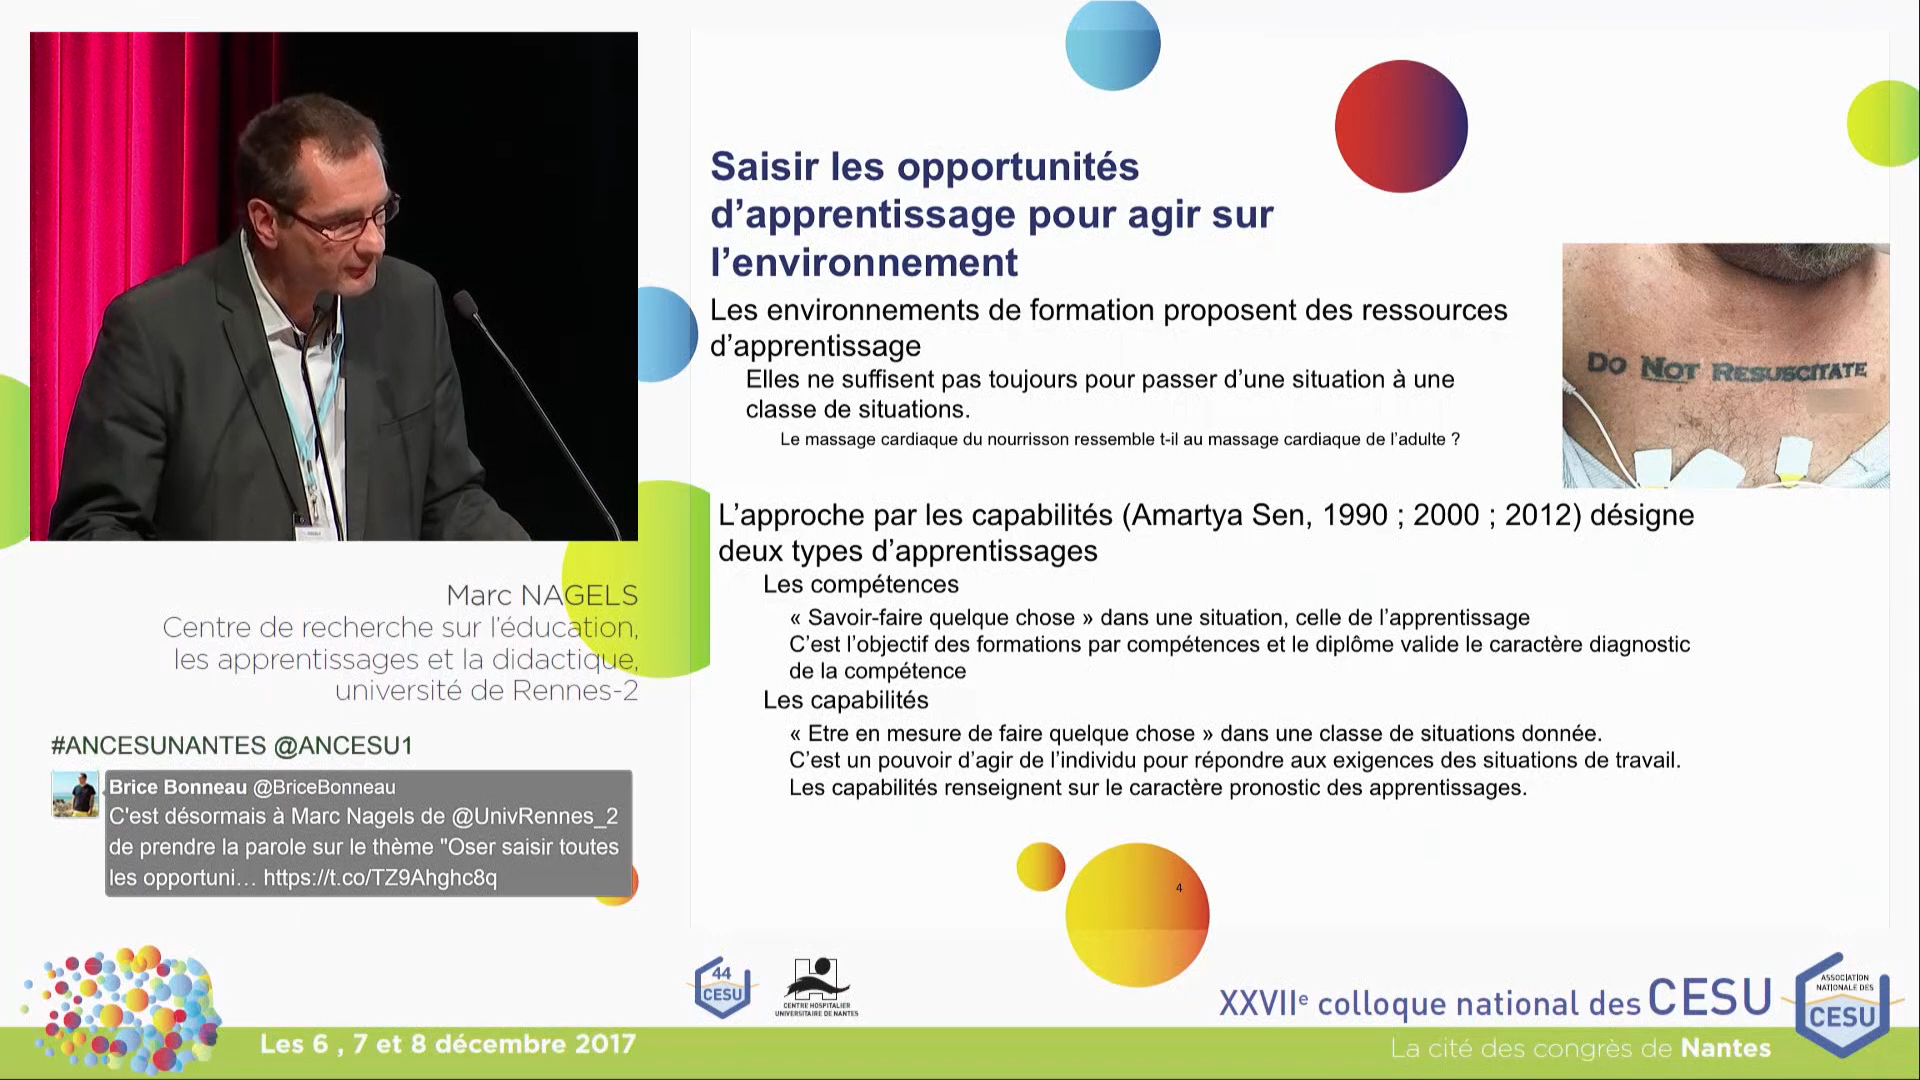 Saisir les opportunités
d’apprentissage pour agir sur
l’environnement
Les environnements de formation proposent des ressources
d’apprentissage
Elles ne suffisent pas toujours pour passer d’une situation à une
classe de situations.
Le massage cardiaque du nourrisson ressemble t-il au massage cardiaque de l’adulte ?
DO NOT RESUSCITATE
L’approche par les capabilités (Amartya Sen, 1990 ; 2000 ; 2012) désigne
deux types d’apprentissages
Les compétences
« Savoir-faire quelque chose » dans une situation, celle de l’apprentissage
C’est l’objectif des formations par compétences et le diplôme valide le caractère diagnostic
de la compétence
Les capabilités
« Etre en mesure de faire quelque chose » dans une classe de situations donnée.
C’est un pouvoir d’agir de l’individu pour répondre aux exigences des situations de travail.
Les capabilités renseignent sur le caractère pronostic des apprentissages.
4
Marc NAGELS
Centre de recherche sur l'éducation,
les apprentissages et la didactique,
université de Rennes-2
#ANCESUNANTES @ANCESU1
Brice Bonneau @BriceBonneau
C'est désormais à Marc Nagels de @UnivRennes_2
de prendre la parole sur le thème "Oser saisir toutes
les opportuni… https://t.co/TZ9Ahghc8q
44
CESU
CENTRE HOSPITALIER
UNIVERSITAIRE DE NANTES
XXVIIe colloque national des CESU
ASSOCIATION
NATIONALE DES
CESU
Les 6 , 7 et 8 décembre 2017
La cité des congrès de Nantes